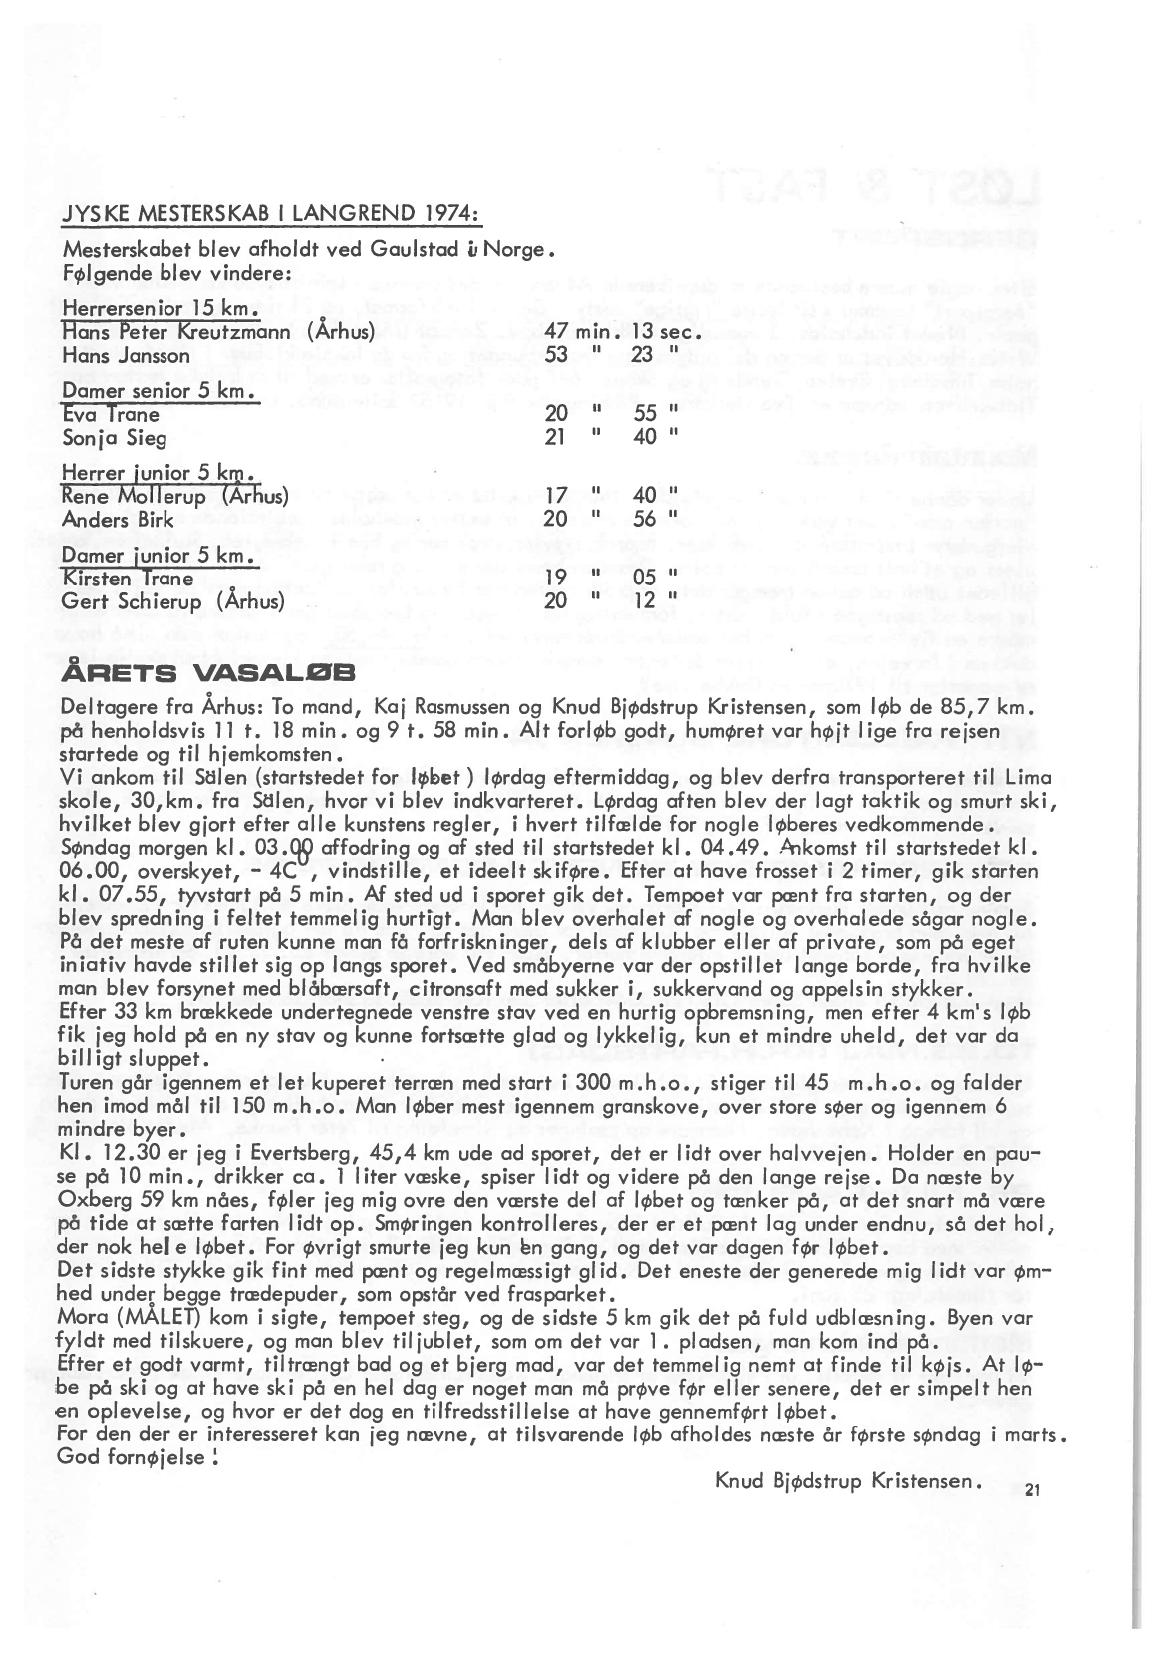 JYSKE MESTERSKAB I LANGREND 1974:
Mesterskabet blev afholdt ved Gaulstad i Norge.
Følgende blev vindere:
Herrersenior 15 km.
Hans Peter Kreutzmann (Århus) 47 min. 13 sec.
Hans Jansson 53 " 23 "
Damer senior 5 km.
Eva Trane 20 " 55 "
Sonja Sieg 21 " 40 "
Herrer junior 5 km.
Rene Mollerup (Århus) 17 " 40 "
Anders Birk 20 " 56 "
Damer junior 5 km.
Kirsten Trane 19 " 05 "
Gert Schierup (Århus) 20 " 12 "
ÅRETS VASALØB
Deltagere fra Århus: To mand, Kaj Rasmussen og Knud Bjødstrup Kristensen, som løb de 85,7 km.
på henholdsvis 11 t. 18 min. og 9 t. 58 min. Alt forløb godt, humøret var højt lige fra rejsen
startede og til hjemkomsten.
Vi ankom til Sälen (startstedet for løbet ) lørdag eftermiddag, og blev derfra transporteret til Lima
skole, 30,km. fra Sälen, hvor vi blev indkvarteret. Lørdag aften blev der lagt taktik og smurt ski,
hvilket blev gjort efter alle kunstens regler, i hvert tilfælde for nogle løberes vedkommende.
Søndag morgen kl. 03.00 affodring og af sted til startstedet kl. 04.49. Ankomst til startstedet kl.
06.00, overskyet, - 4C⁰, vindstille, et ideelt skiføre. Efter at have frosset i 2 timer, gik starten
kl. 07.55, tyvstart på 5 min. Af sted ud i sporet gik det. Tempoet var pænt fra starten, og der
blev spredning i feltet temmelig hurtigt. Man blev overhalet af nogle og overhalede sågar nogle.
På det meste af ruten kunne man få forfriskninger, dels af klubber eller af private, som på eget
iniativ havde stillet sig op langs sporet. Ved småbyerne var der opstillet lange borde, fra hvilke
man blev forsynet med blåbærsaft, citronsaft med sukker i, sukkervand og appelsin stykker.
Efter 33 km brækkede undertegnede venstre stav ved en hurtig opbremsning, men efter 4 km's løb
fik jeg hold på en ny stav og kunne fortsætte glad og lykkelig, kun et mindre uheld, det var da
billigt sluppet.
Turen går igennem et let kuperet terræn med start i 300 m.h.o., stiger til 45 m.h.o. og falder
hen imod mål til 150 m.h.o. Man løber mest igennem granskove, over store søer og igennem 6
mindre byer.
Kl. 12.30 er jeg i Evertsberg, 45,4 km ude ad sporet, det er lidt over halvvejen. Holder en pau-
se på 10 min., drikker ca. 1 liter væske, spiser lidt og videre på den lange rejse. Da næste by
Oxberg 59 km nåes, føler jeg mig ovre den værste del af løbet og tænker på, at det snart må være
på tide at sætte farten lidt op. Smøringen kontrolleres, der er et pænt lag under endnu, så det hol,
der nok hele løbet. For øvrigt smurte jeg kun én gang, og det var dagen før løbet.
Det sidste stykke gik fint med pænt og regelmæssigt glid. Det eneste der generede mig lidt var øm-
hed under begge trædepuder, som opstår ved frasparket.
Mora (MÅLET) kom i sigte, tempoet steg, og de sidste 5 km gik det på fuld udblæsning. Byen var
fyldt med tilskuere, og man blev tiljublet, som om det var 1. pladsen, man kom ind på.
Efter et godt varmt, tiltrængt bad og et bjerg mad, var det temmelig nemt at finde til køjs. At lø-
be på ski og at have ski på en hel dag er noget man må prøve før eller senere, det er simpelt hen
en oplevelse, og hvor er det dog en tilfredsstillelse at have gennemført løbet.
For den der er interesseret kan jeg nævne, at tilsvarende løb afholdes næste år første søndag i marts.
God fornøjelse !
Knud Bjødstrup Kristensen. 21